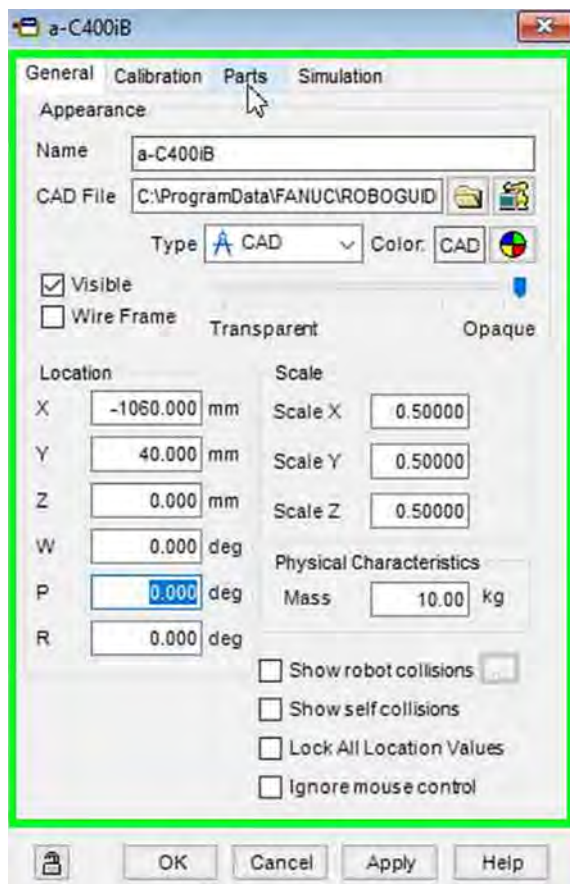 a-C400iB
General Calibration Parts Simulation
Appearance
Name a-C400iB
CAD File C:\ProgramData\FANUC\ROBOGUID
Type CAD Color. CAD
Visible
Wire Frame
Transparent Opaque
Location
X -1060.000 mm
Y 40.000 mm
Z 0.000 mm
W 0.000 deg
P 0.000 deg
R 0.000 deg
Scale
Scale X 0.50000
Scale Y 0.50000
Scale Z 0.50000
Physical Characteristics
Mass 10.00 kg
Show robot collisions ...
Show self collisions
Lock All Location Values
Ignore mouse control
OK Cancel Apply Help